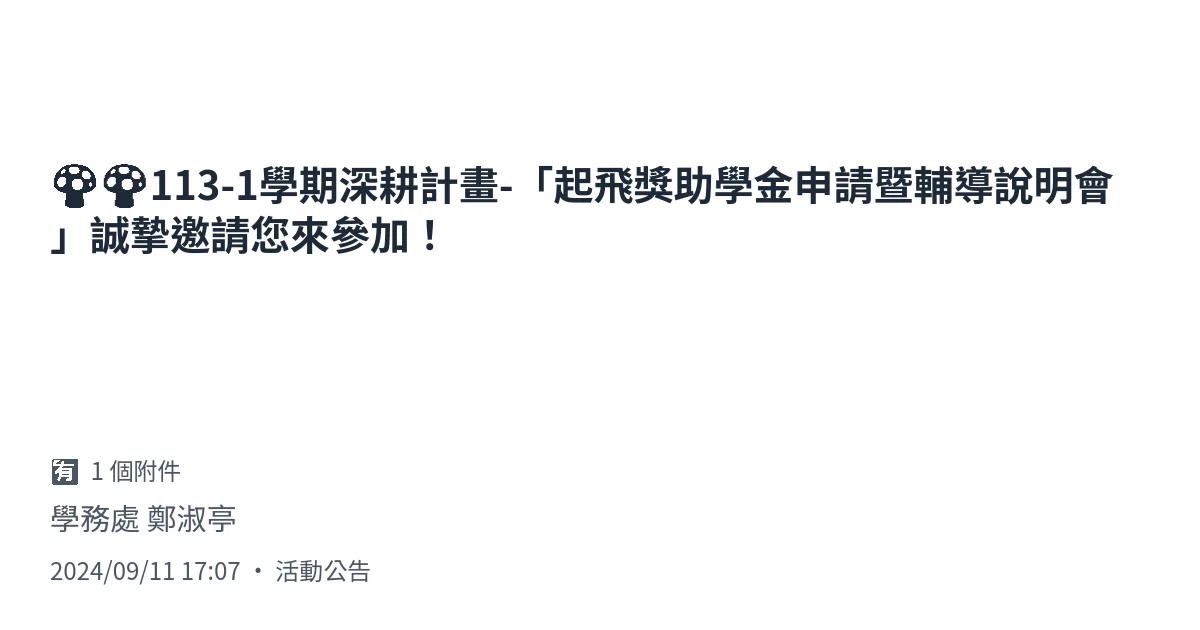 🍄🍄113-1學期深耕計畫-「起飛獎助學金申請暨輔導說明會
」誠摯邀請您來參加！
🈶 1 個附件
學務處 鄭淑亭
2024/09/11 17:07 ・ 活動公告